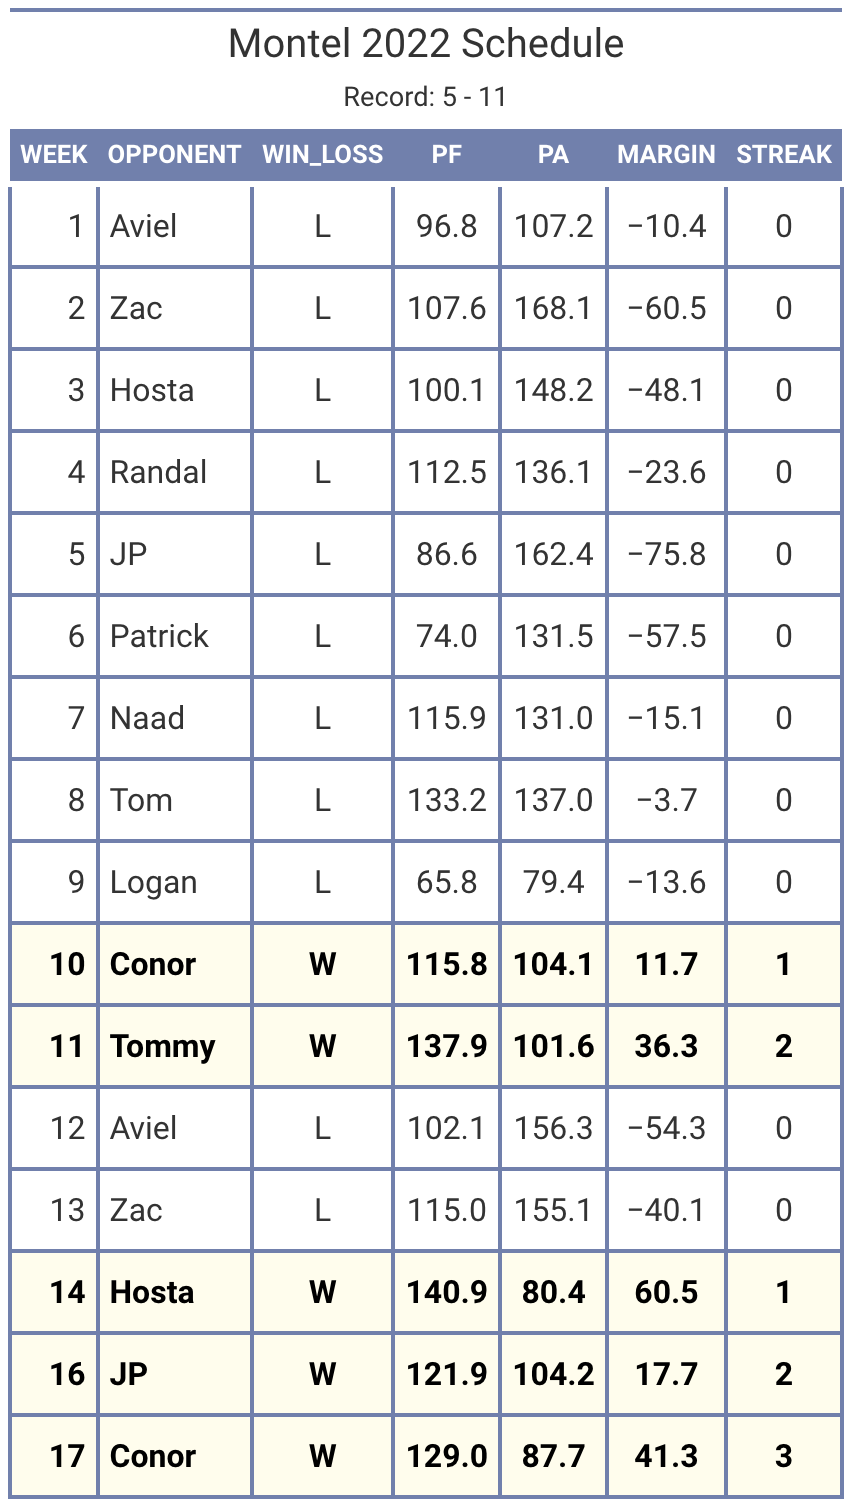 Montel 2022 Schedule
Record: 5 - 11
WEEK OPPONENT WIN_LOSS PF PA MARGIN STREAK
1 Aviel L 96.8 107.2 −10.4 0
2 Zac L 107.6 168.1 −60.5 0
3 Hosta L 100.1 148.2 −48.1 0
4 Randal L 112.5 136.1 −23.6 0
5 JP L 86.6 162.4 −75.8 0
6 Patrick L 74.0 131.5 −57.5 0
7 Naad L 115.9 131.0 −15.1 0
8 Tom L 133.2 137.0 −3.7 0
9 Logan L 65.8 79.4 −13.6 0
10 Conor W 115.8 104.1 11.7 1
11 Tommy W 137.9 101.6 36.3 2
12 Aviel L 102.1 156.3 −54.3 0
13 Zac L 115.0 155.1 −40.1 0
14 Hosta W 140.9 80.4 60.5 1
16 JP W 121.9 104.2 17.7 2
17 Conor W 129.0 87.7 41.3 3